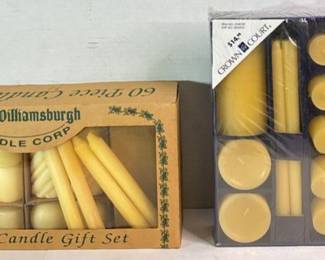 60 Piece Candle
Williamsburgh
DLE CORP
Candle Gift Set
$14.99
CROWN COURT